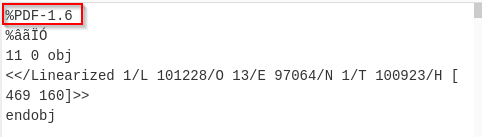 %PDF-1.6
%âãÏÓ
11 0 obj
<</Linearized 1/L 101228/O 13/E 97064/N 1/T 100923/H [
469 160]>>
endobj